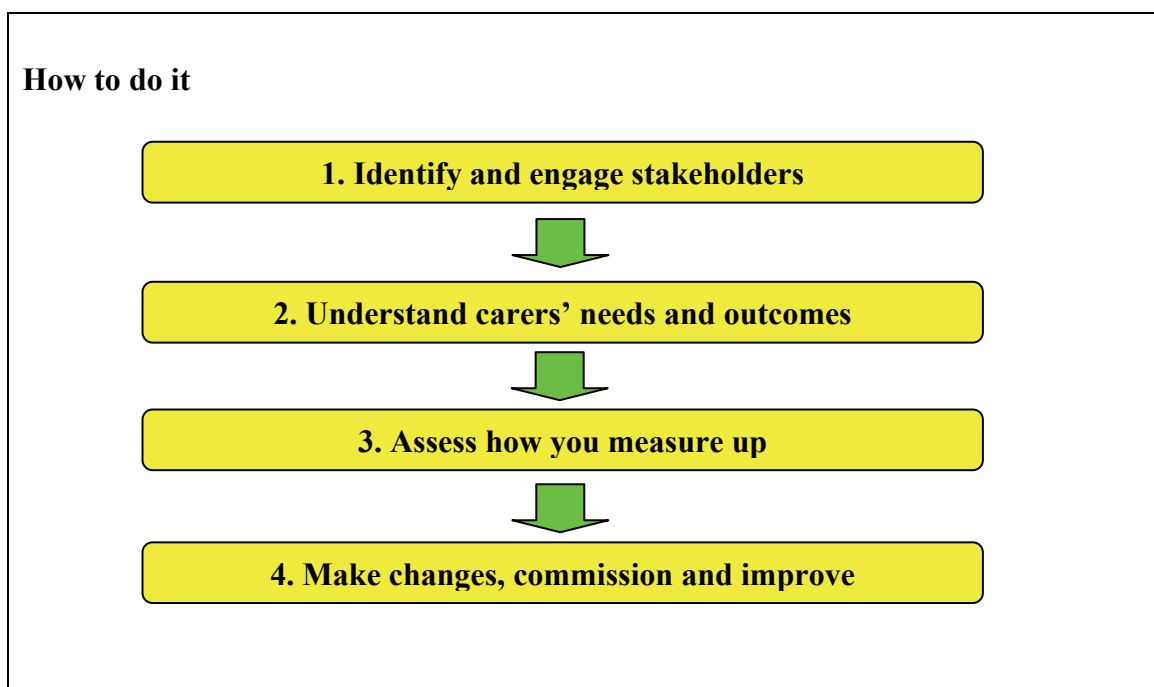 How to do it
1. Identify and engage stakeholders
2. Understand carers’ needs and outcomes
3. Assess how you measure up
4. Make changes, commission and improve